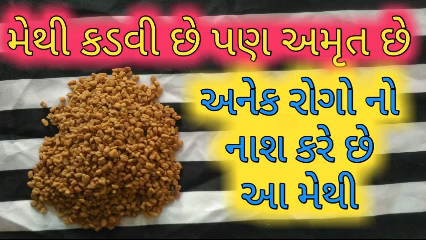 મેથી કડવી છે પણ અમૃત છે
અનેક રોગો નો
નાશ કરે છે
આ મેથી